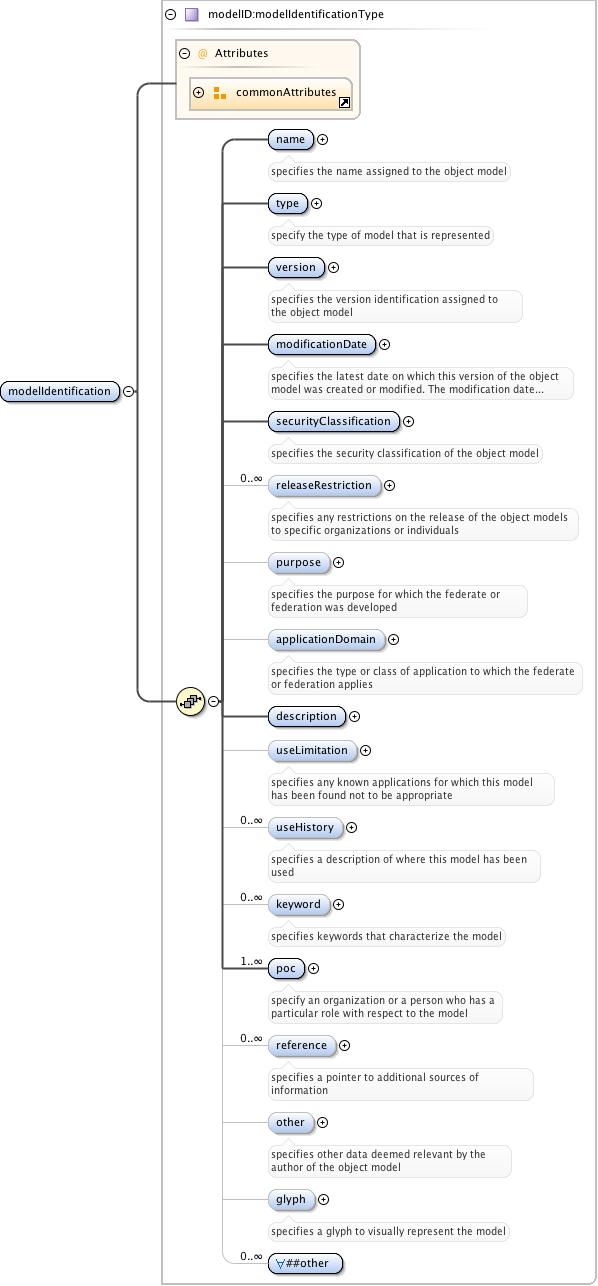 modelID:modelIdentificationType
@ Attributes
commonAttributes
name
specifies the name assigned to the object model
type
specify the type of model that is represented
version
specifies the version identification assigned to
the object model
modificationDate
specifies the latest date on which this version of the object
model was created or modified. The modification date...
modelIdentification
securityClassification
specifies the security classification of the object model
0..∞
releaseRestriction
specifies any restrictions on the release of the object models
to specific organizations or individuals
purpose
specifies the purpose for which the federate or
federation was developed
applicationDomain
specifies the type or class of application to which the federate
or federation applies
description
useLimitation
specifies any known applications for which this model
has been found not to be appropriate
0..∞
useHistory
specifies a description of where this model has been
used
0..∞
keyword
specifies keywords that characterize the model
1..∞
poc
specify an organization or a person who has a
particular role with respect to the model
0..∞
reference
specifies a pointer to additional sources of
information
other
specifies other data deemed relevant by the
author of the object model
glyph
specifies a glyph to visually represent the model
0..∞
∀##other